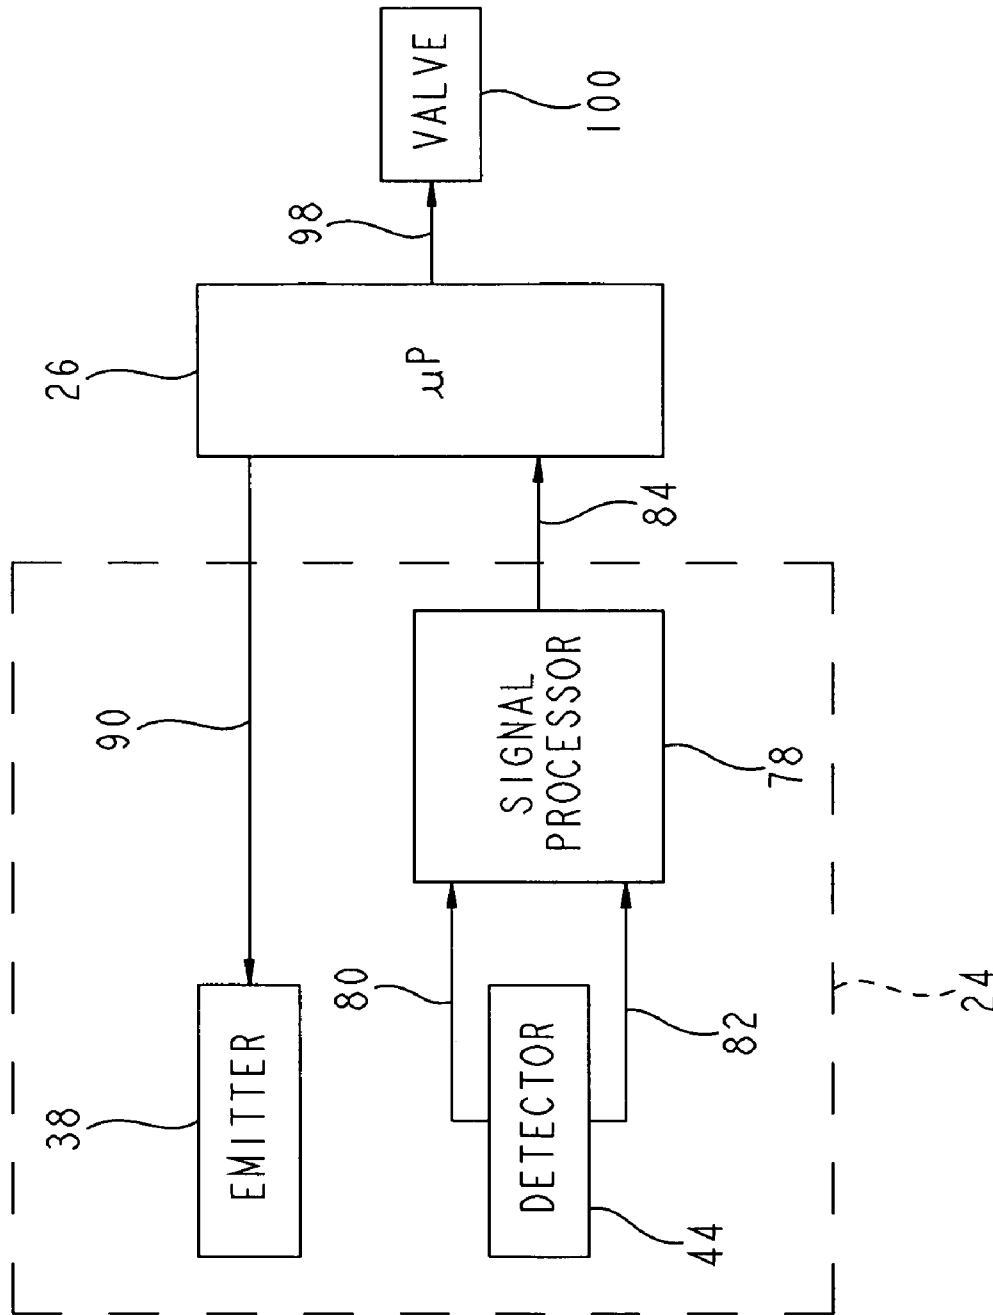 38
EMITTER
90
26
DETECTOR
44
80
82
SIGNAL
PROCESSOR
78
84
µP
98
VALVE
100
24